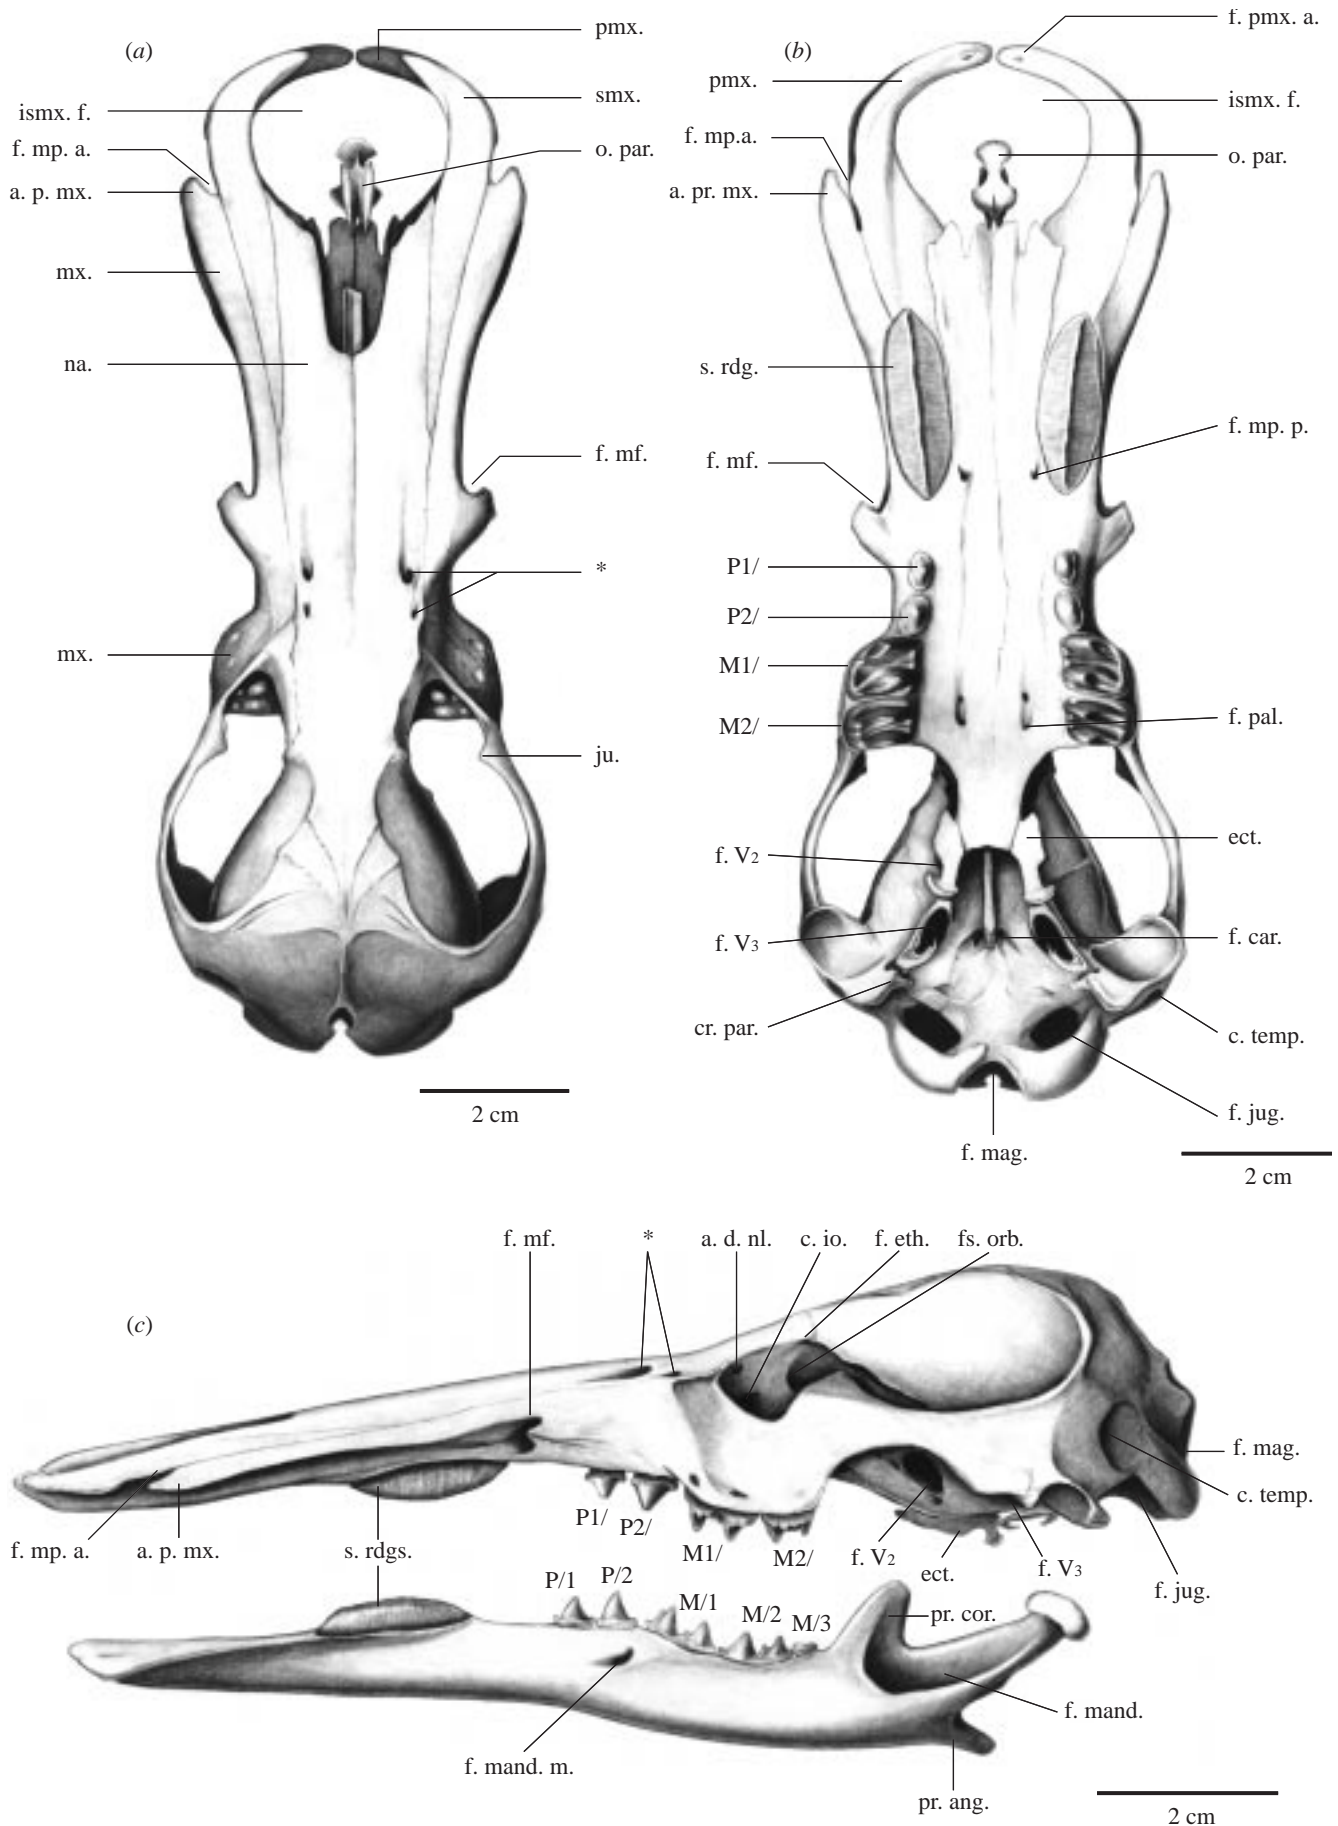 (a)
pmx.
smx.
ismx. f.
f. mp. a.
o. par.
a. p. mx.
mx.
na.
f. mf.
*
mx.
ju.
2 cm
(b)
f. pmx. a.
pmx.
ismx. f.
f. mp.a.
o. par.
a. pr. mx.
s. rdg.
f. mp. p.
f. mf.
P1/
P2/
M1/
M2/
f. pal.
ect.
f. V2
f. V3
f. car.
cr. par.
c. temp.
f. jug.
f. mag.
2 cm
(c)
f. mf.
*
a. d. nl.
c. io.
f. eth.
fs. orb.
f. mag.
c. temp.
P1/
P2/
M1/
M2/
f. mp. a.
a. p. mx.
s. rdgs.
f. V2
ect.
f. V3
f. jug.
P/1
P/2
M/1
M/2
M/3
pr. cor.
f. mand.
f. mand. m.
pr. ang.
2 cm